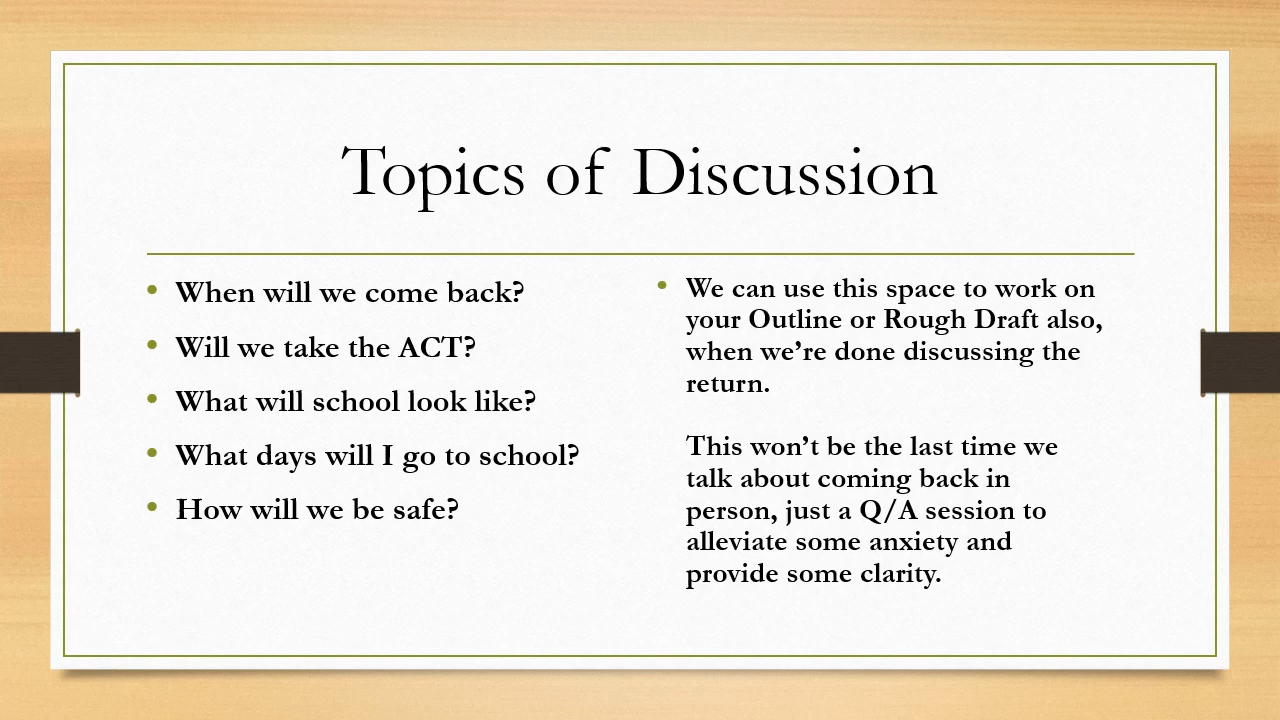 Topics of Discussion
• When will we come back?
• Will we take the ACT?
• What will school look like?
• What days will I go to school?
• How will we be safe?
• We can use this space to work on
your Outline or Rough Draft also,
when we’re done discussing the
return.
This won’t be the last time we
talk about coming back in
person, just a Q/A session to
alleviate some anxiety and
provide some clarity.